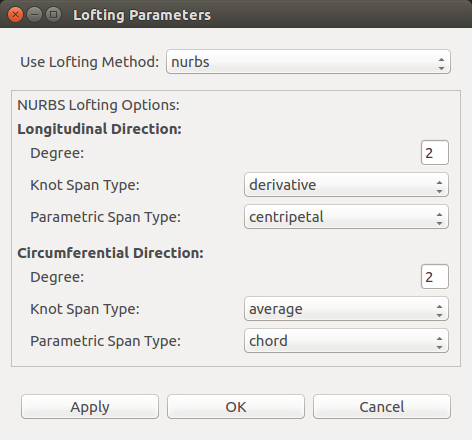 Lofting Parameters
Use Lofting Method: nurbs
NURBS Lofting Options:
Longitudinal Direction:
Degree: 2
Knot Span Type: derivative
Parametric Span Type: centripetal
Circumferential Direction:
Degree: 2
Knot Span Type: average
Parametric Span Type: chord
Apply OK Cancel